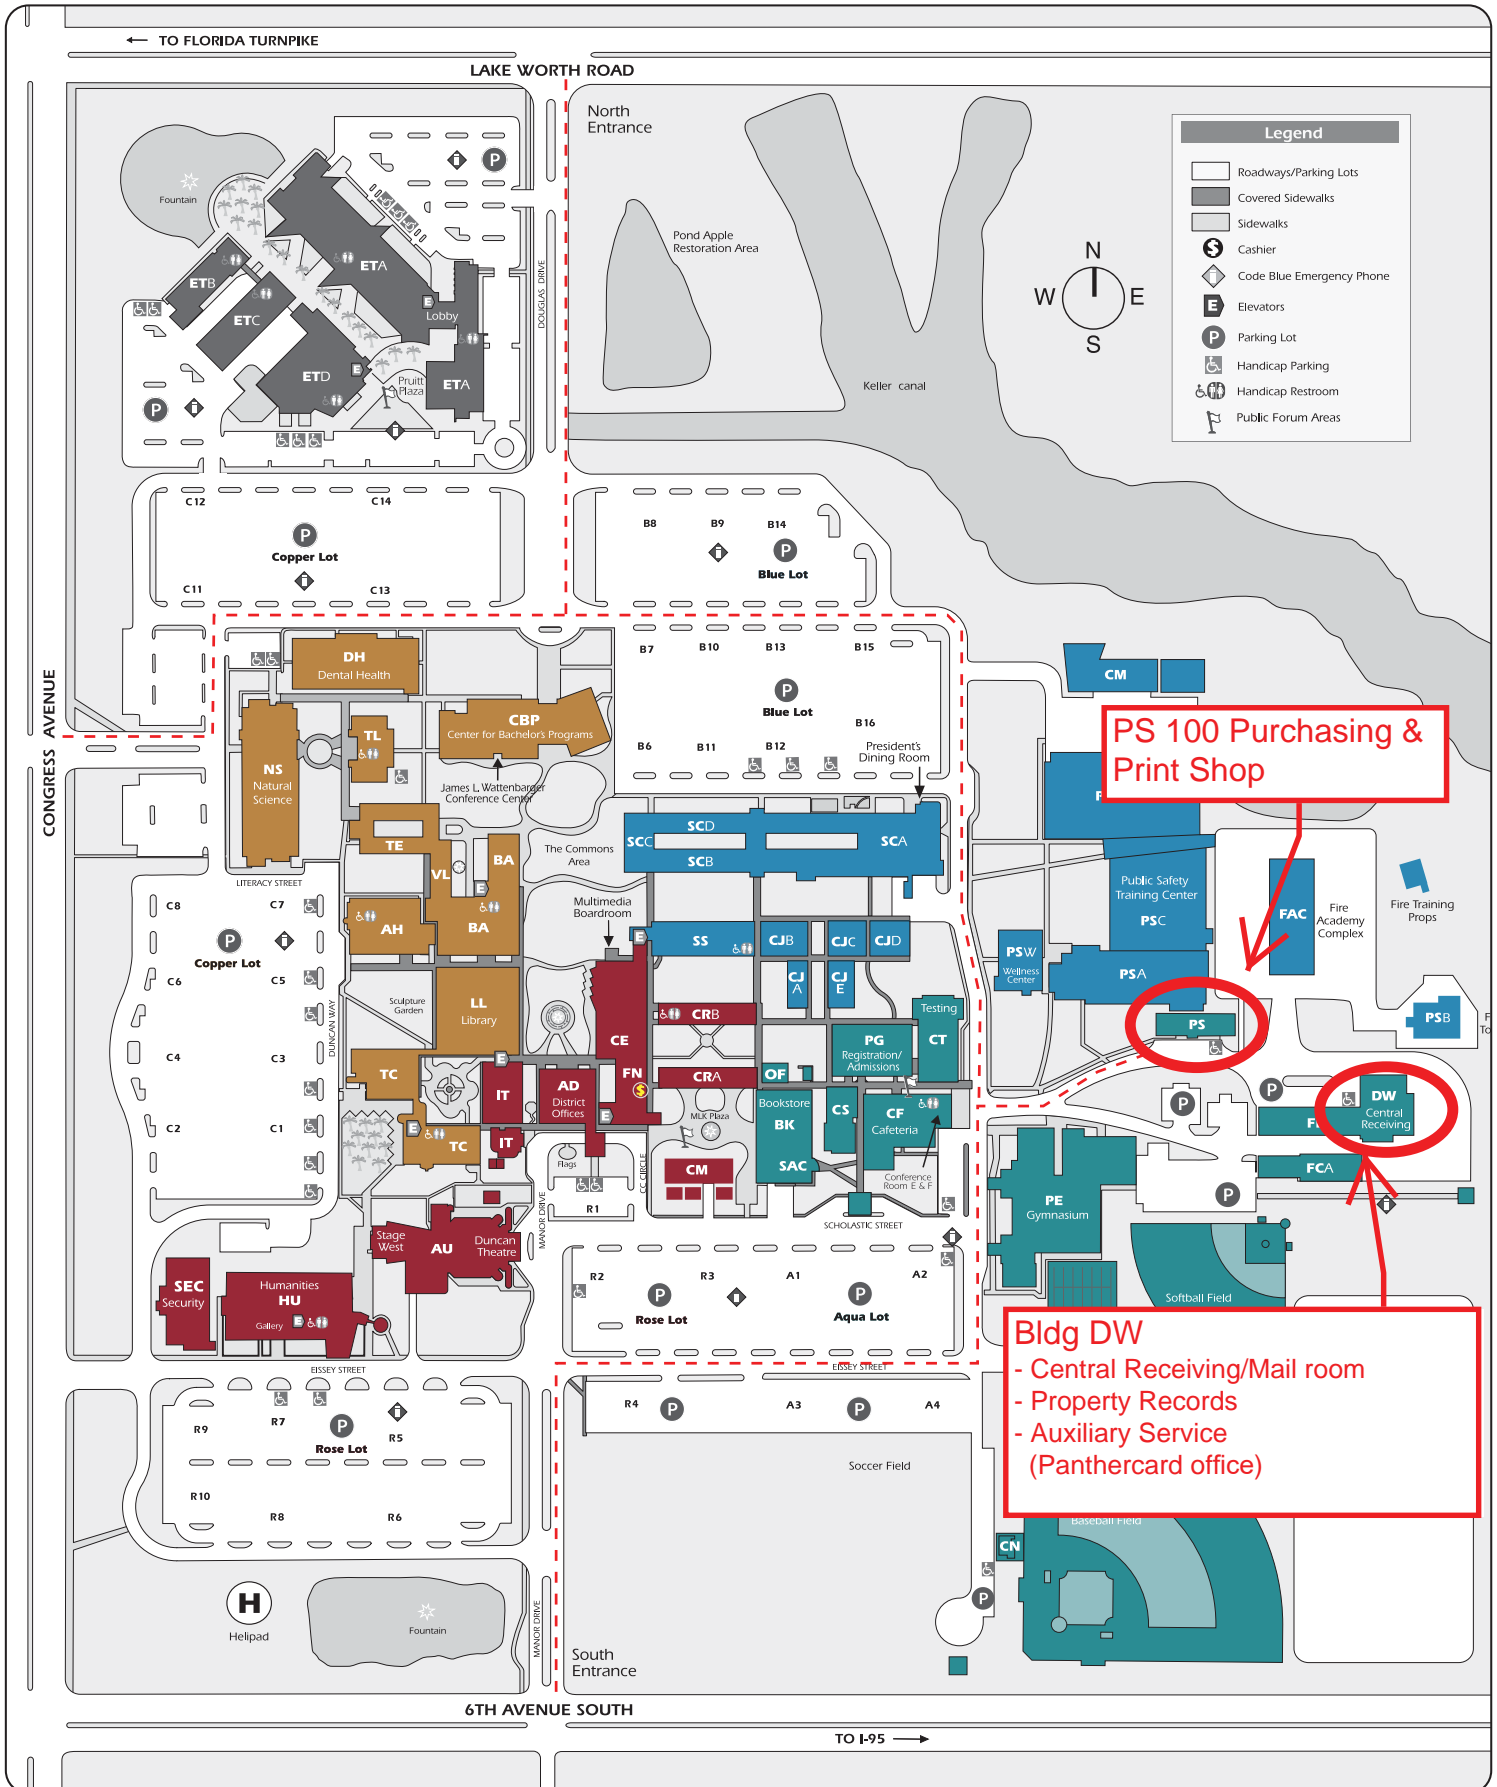 ← TO FLORIDA TURNPIKE
LAKE WORTH ROAD
North
Entrance
Legend
Roadways/Parking Lots
Covered Sidewalks
Sidewalks
$ Cashier
Code Blue Emergency Phone
E Elevators
P Parking Lot
Handicap Parking
Handicap Restroom
Public Forum Areas
N
W E
S
Fountain
P
Pond Apple
Restoration Area
Keller canal
DOUGLAS DRIVE
ETA
ETB
ETC
E
Lobby
ETD
E
ETA
Pruitt
Plaza
P
C12
C14
P
Copper Lot
C11
C13
B8
B9
B14
P
Blue Lot
CONGRESS AVENUE
DH
Dental Health
CBP
Center for Bachelor's Programs
TL
NS
Natural
Science
James L. Wattenbarger
Conference Center
B7
B10
B13
B15
P
Blue Lot
B16
B6
B11
B12
President's
Dining Room
CM
PS 100 Purchasing &
Print Shop
P
SCD
SCC
SCB
SCA
TE
VL
BA
E
BA
AH
The Commons
Area
LITERACY STREET
Multimedia
Boardroom
E
SS
CJB
CJC
CJD
CJ
A
CJ
E
Public Safety
Training Center
PSC
FAC
Fire
Academy
Complex
Fire Training
Props
PSW
Wellness
Center
PSA
PSB
F
To
PS
C8
C7
P
Copper Lot
C6
C5
C4
C3
C2
C1
DUNCAN WAY
Sculpture
Garden
LL
Library
CE
CRB
CRA
FN
$
E
Testing
CT
PG
Registration/
Admissions
OF
TC
E
IT
AD
District
Offices
E
Bookstore
BK
SAC
CS
CF
Cafeteria
MLK Plaza
E
TC
IT
Flags
CC CIRCLE
CM
Conference
Room E & F
P
P
F
DW
Central
Receiving
FCA
P
PE
Gymnasium
R1
MANOR DRIVE
SCHOLASTIC STREET
Stage
West
AU
Duncan
Theatre
SEC
Security
Humanities
HU
Gallery
E
R2
R3
A1
A2
P
Rose Lot
P
Aqua Lot
Softball Field
Bldg DW
- Central Receiving/Mail room
- Property Records
- Auxiliary Service
(Panthercard office)
EISSEY STREET
EISSEY STREET
R4
P
A3
P
A4
R9
R7
P
Rose Lot
R5
R10
R8
R6
Soccer Field
Baseball Field
CN
P
H
Helipad
Fountain
MANOR DRIVE
South
Entrance
6TH AVENUE SOUTH
TO I-95 →